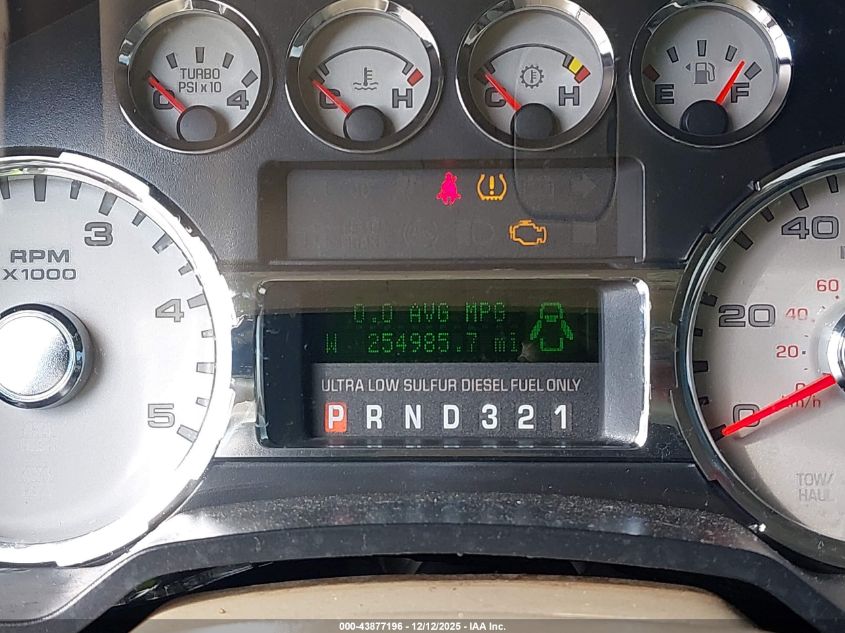 TURBO
PSI x 10
C 4
C H
C H
E F
RPM
X1000
3
4
5
40
20
0
60
40
20
0
km/h
0.0 AVG MPG
W 254985.7 mi
ULTRA LOW SULFUR DIESEL FUEL ONLY
P R N D 3 2 1
TOW/
HAUL
000-43877196 - 12/12/2025 - IAA Inc.